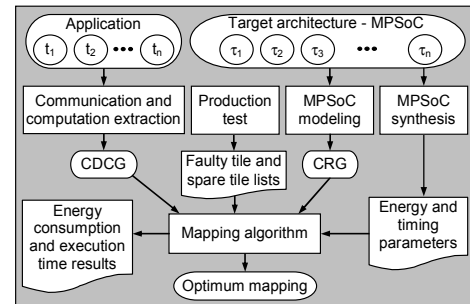 Application
Target architecture - MPSoC
t1 t2 ••• tn
τ1 τ2 τ3 ••• τn
Communication and
computation extraction
Production
test
MPSoC
modeling
MPSoC
synthesis
CDCG
Faulty tile and
spare tile lists
CRG
Energy
consumption
and execution
time results
Mapping algorithm
Energy and
timing
parameters
Optimum mapping